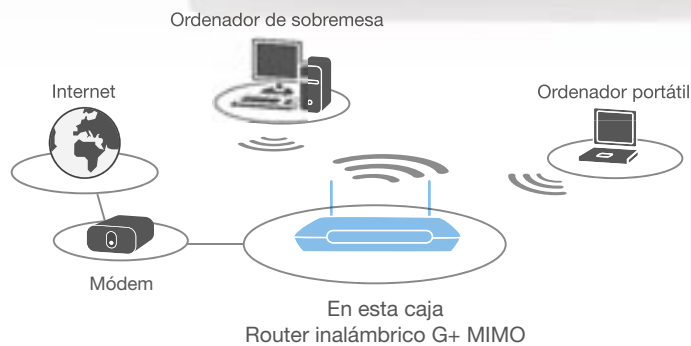 Ordenador de sobremesa
Internet
Ordenador portátil
Módem
En esta caja
Router inalámbrico G+ MIMO